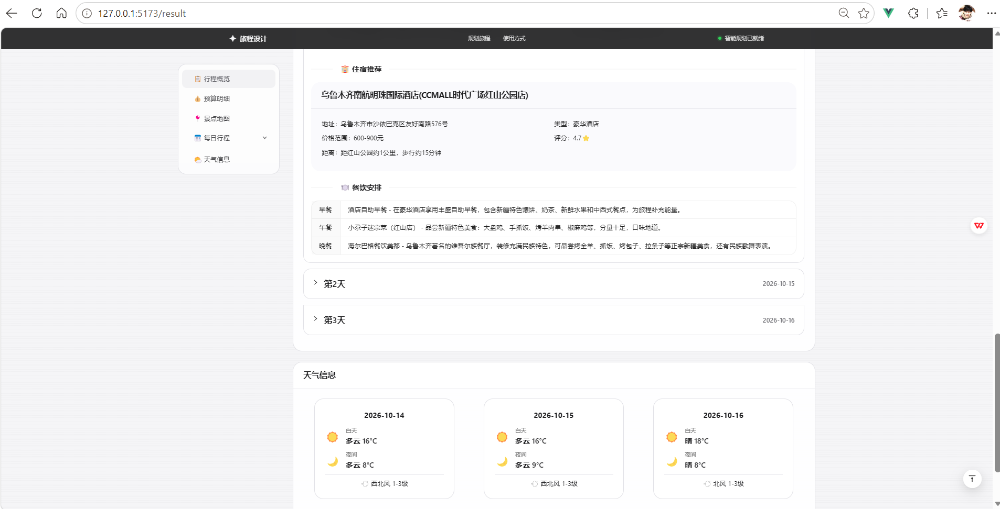 127.0.0.1:5173/result
旅程设计
规划旅程
使用方式
智能规划已就绪
行程概览
预算明细
景点地图
每日行程
天气信息
住宿推荐
乌鲁木齐南航明珠国际酒店(CCMALL时代广场红山公园店)
地址：乌鲁木齐市沙依巴克区友好南路576号
类型：豪华酒店
价格范围：600-900元
评分：4.7
距离：距红山公园约1公里，步行约15分钟
餐饮安排
早餐 酒店自助早餐 - 在豪华酒店享用丰盛自助早餐，包含新疆特色馕饼、奶茶、新鲜水果和中西式餐点，为旅程补充能量。
午餐 小尕子迷宗菜（红山店） - 品尝新疆特色美食：大盘鸡、手抓饭、烤羊肉串、椒麻鸡等，分量十足，口味地道。
晚餐 海尔巴格餐饮美都 - 乌鲁木齐著名的维吾尔族餐厅，装修充满民族特色，可品尝烤全羊、抓饭、烤包子、拉条子等正宗新疆美食，还有民族歌舞表演。
第2天
2026-10-15
第3天
2026-10-16
天气信息
2026-10-14
白天
多云 16°C
夜间
多云 8°C
西北风 1-3级
2026-10-15
白天
多云 16°C
夜间
多云 9°C
西北风 1-3级
2026-10-16
白天
晴 18°C
夜间
晴 8°C
北风 1-3级